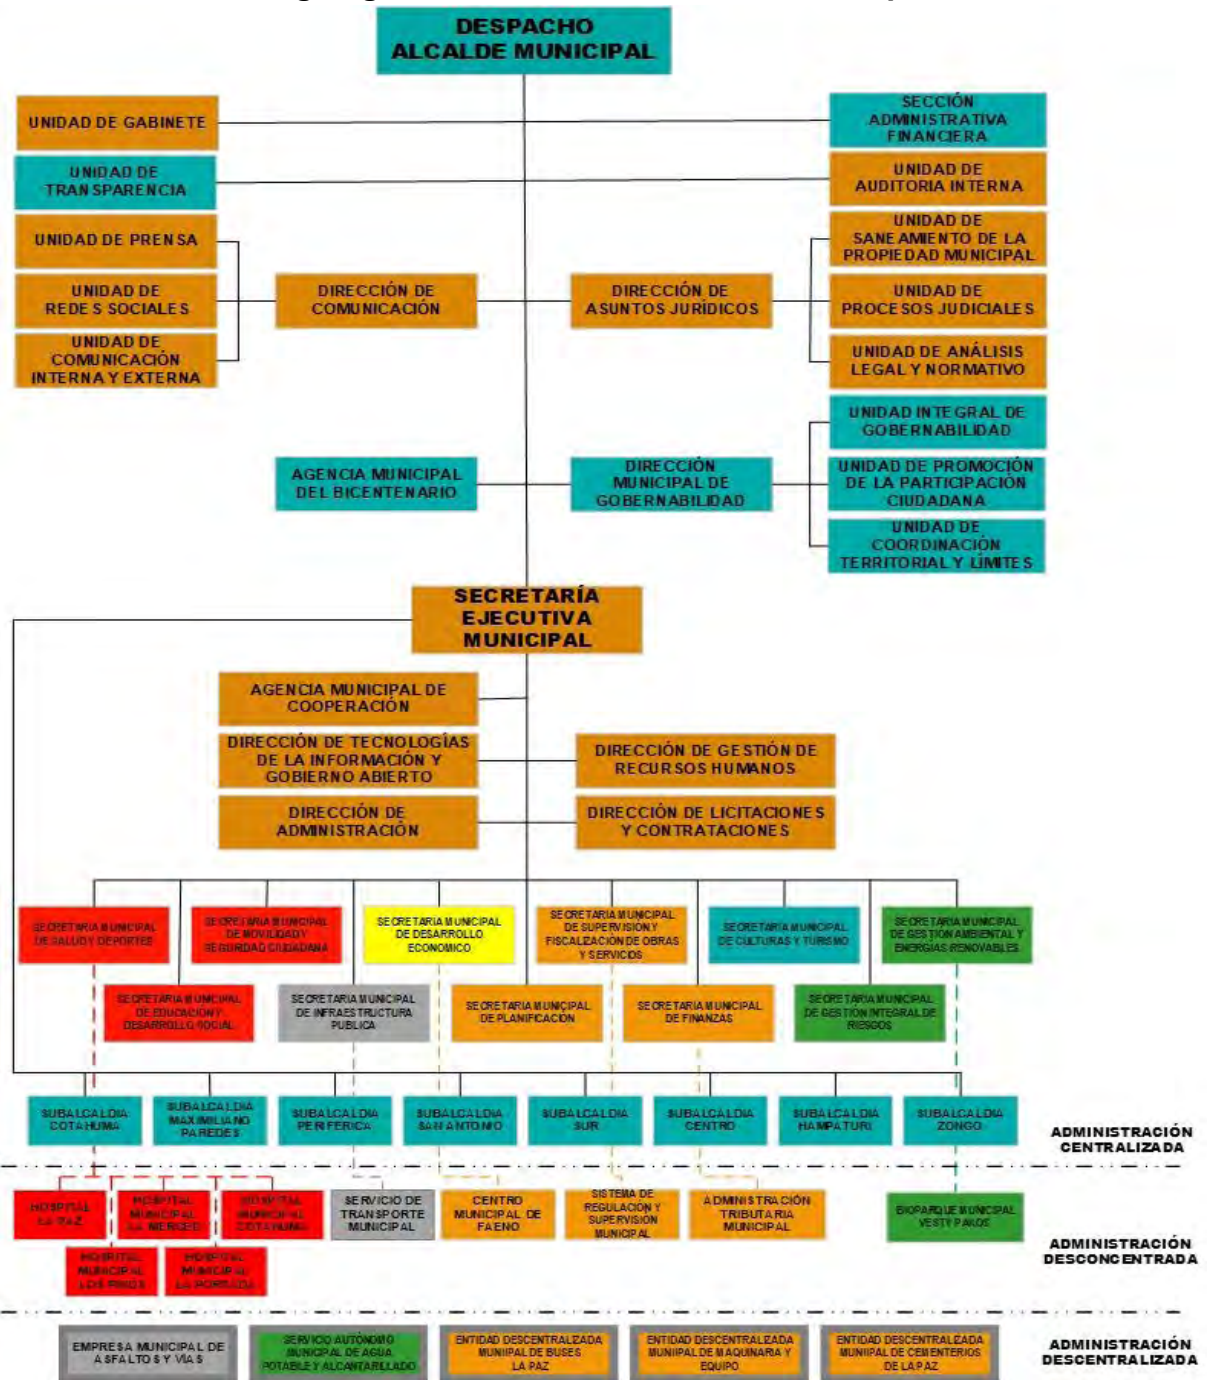 DESPACHO
ALCALDE MUNICIPAL
UNIDAD DE GABINETE
SECCIÓN
ADMINISTRATIVA
FINANCIERA
UNIDAD DE
TRANSPARENCIA
UNIDAD DE
AUDITORIA INTERNA
UNIDAD DE PRENSA
UNIDAD DE
REDES SOCIALES
UNIDAD DE
COMUNICACIÓN
INTERNA Y EXTERNA
DIRECCIÓN DE
COMUNICACIÓN
DIRECCIÓN DE
ASUNTOS JURÍDICOS
UNIDAD DE
SANEAMIENTO DE LA
PROPIEDAD MUNICIPAL
UNIDAD DE
PROCESOS JUDICIALES
UNIDAD DE ANÁLISIS
LEGAL Y NORMATIVO
AGENCIA MUNICIPAL
DEL BICENTENARIO
DIRECCIÓN
MUNICIPAL DE
GOBERNABILIDAD
UNIDAD INTEGRAL DE
GOBERNABILIDAD
UNIDAD DE PROMOCIÓN
DE LA PARTICIPACIÓN
CIUDADANA
UNIDAD DE
COORDINACIÓN
TERRITORIAL Y LÍMITES
SECRETARÍA
EJECUTIVA
MUNICIPAL
AGENCIA MUNICIPAL DE
COOPERACIÓN
DIRECCIÓN DE TECNOLOGÍAS
DE LA INFORMACIÓN Y
GOBIERNO ABIERTO
DIRECCIÓN DE GESTIÓN DE
RECURSOS HUMANOS
DIRECCIÓN DE
ADMINISTRACIÓN
DIRECCIÓN DE LICITACIONES
Y CONTRATACIONES
SECRETARIA MUNICIPAL
DE SALUD Y DEPORTES
SECRETARIA MUNICIPAL
DE MOVILIDAD Y
SEGURIDAD CIUDADANA
SECRETARIA MUNICIPAL
DE DESARROLLO
ECONOMICO
SECRETARIA MUNICIPAL
DE SUPERVISIÓN Y
FISCALIZACIÓN DE OBRAS
Y SERVICIOS
SECRETARIA MUNICIPAL
DE CULTURAS Y TURISMO
SECRETARIA MUNICIPAL
DE GESTIÓN AMBIENTAL Y
ENERGÍAS RENOVABLES
SECRETARIA MUNICIPAL
DE EDUCACION Y
DESARROLLO SOCIAL
SECRETARIA MUNICIPAL
DE INFRAESTRUCTURA
PUBLICA
SECRETARIA MUNICIPAL
DE PLANIFICACION
SECRETARIA MUNICIPAL
DE FINANZAS
SECRETARIA MUNICIPAL
DE GESTIÓN INTEGRAL DE
RIESGOS
SUBALCALDIA
COTAHUMA
SUBALCALDIA
MAXIMILIANO
PAREDES
SUBALCALDIA
PERIFERICA
SUBALCALDIA
SAN ANTONIO
SUBALCALDIA
SUR
SUBALCALDIA
CENTRO
SUBALCALDIA
HAMPATURI
SUBALCALDIA
ZONGO
ADMINISTRACIÓN
CENTRALIZADA
HOSPITAL
LA PAZ
HOSPITAL
MUNICIPAL
LA MERCED
HOSPITAL
MUNICIPAL
COTAHUMA
SERVICIO DE
TRANSPORTE
MUNICIPAL
CENTRO
MUNICIPAL DE
FAENO
SISTEMA DE
REGULACIÓN Y
SUPERVISIÓN
MUNICIPAL
ADMINISTRACIÓN
TRIBUTARIA
MUNICIPAL
BIOPARQUE MUNICIPAL
VESTY PAKOS
HOSPITAL
MUNICIPAL
LOS PINOS
HOSPITAL
MUNICIPAL
LA PORTADA
ADMINISTRACIÓN
DESCONCENTRADA
EMPRESA MUNICIPAL DE
ASFALTOS Y VÍAS
SERVICIO AUTÓNOMO
MUNICIPAL DE AGUA
POTABLE Y ALCANTARILLADO
ENTIDAD DESCENTRALIZADA
MUNIIPAL DE BUSES
LA PAZ
ENTIDAD DESCENTRALIZADA
MUNIIPAL DE MAQUINARIA Y
EQUIPO
ENTIDAD DESCENTRALIZADA
MUNIIPAL DE CEMENTERIOS
DE LA PAZ
ADMINISTRACIÓN
DESCENTRALIZADA